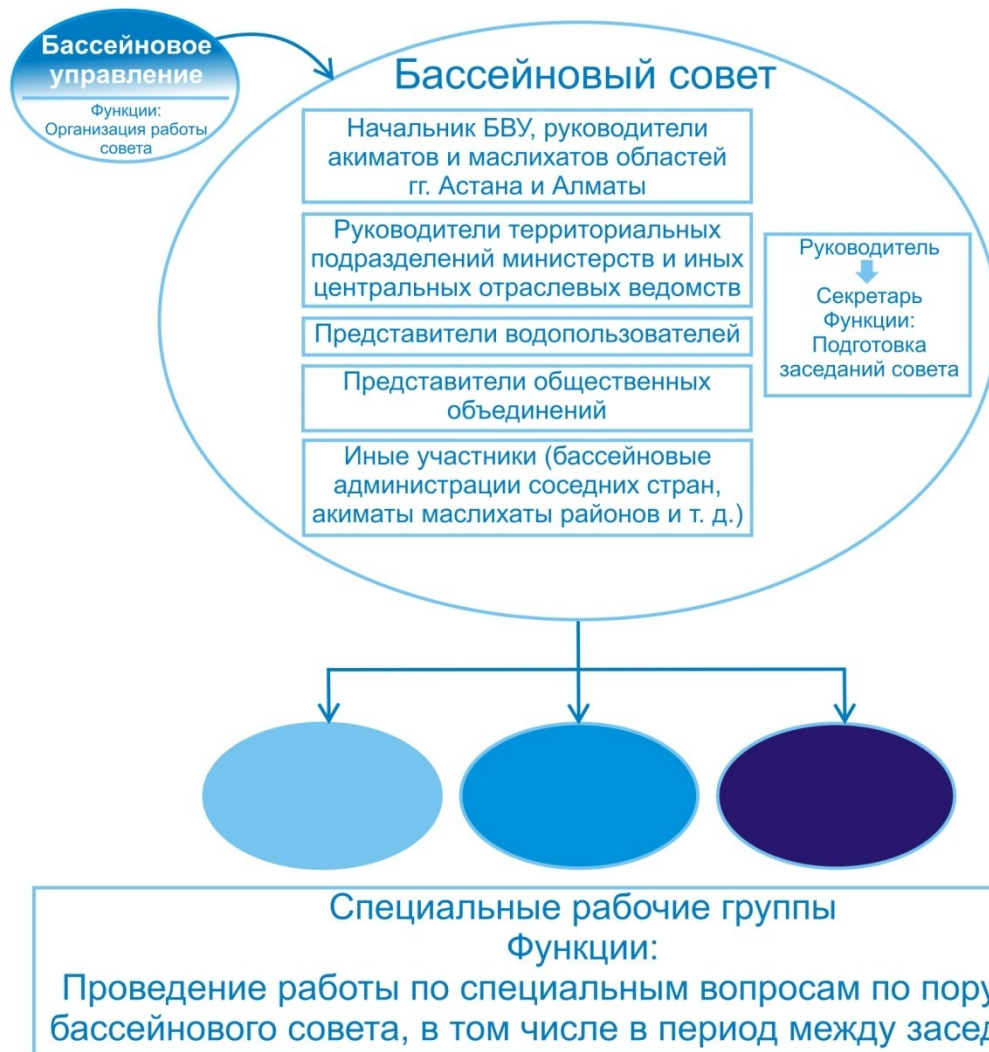 Бассейновое
управление
Функции:
Организация работы
совета
Бассейновый совет
Начальник БВУ, руководители
акиматов и маслихатов областей
гг. Астана и Алматы
Руководители территориальных
подразделений министерств и иных
центральных отраслевых ведомств
Представители водопользователей
Представители общественных
объединений
Иные участники (бассейновые
администрации соседних стран,
акиматы маслихаты районов и т. д.)
Руководитель
Секретарь
Функции:
Подготовка
заседаний совета
Специальные рабочие группы
Функции:
Проведение работы по специальным вопросам по
бассейнового совета, в том числе в период между